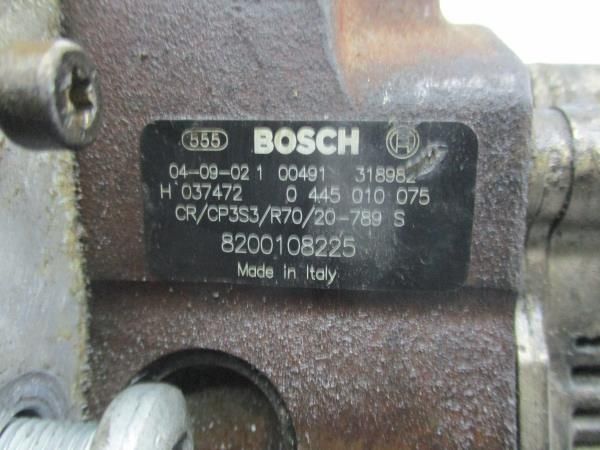 555 BOSCH H
04-09-02 1 00491 318982
H 037472 0 445 010 075
CR/CP3S3/R70/20-789 S
8200108225
Made in Italy